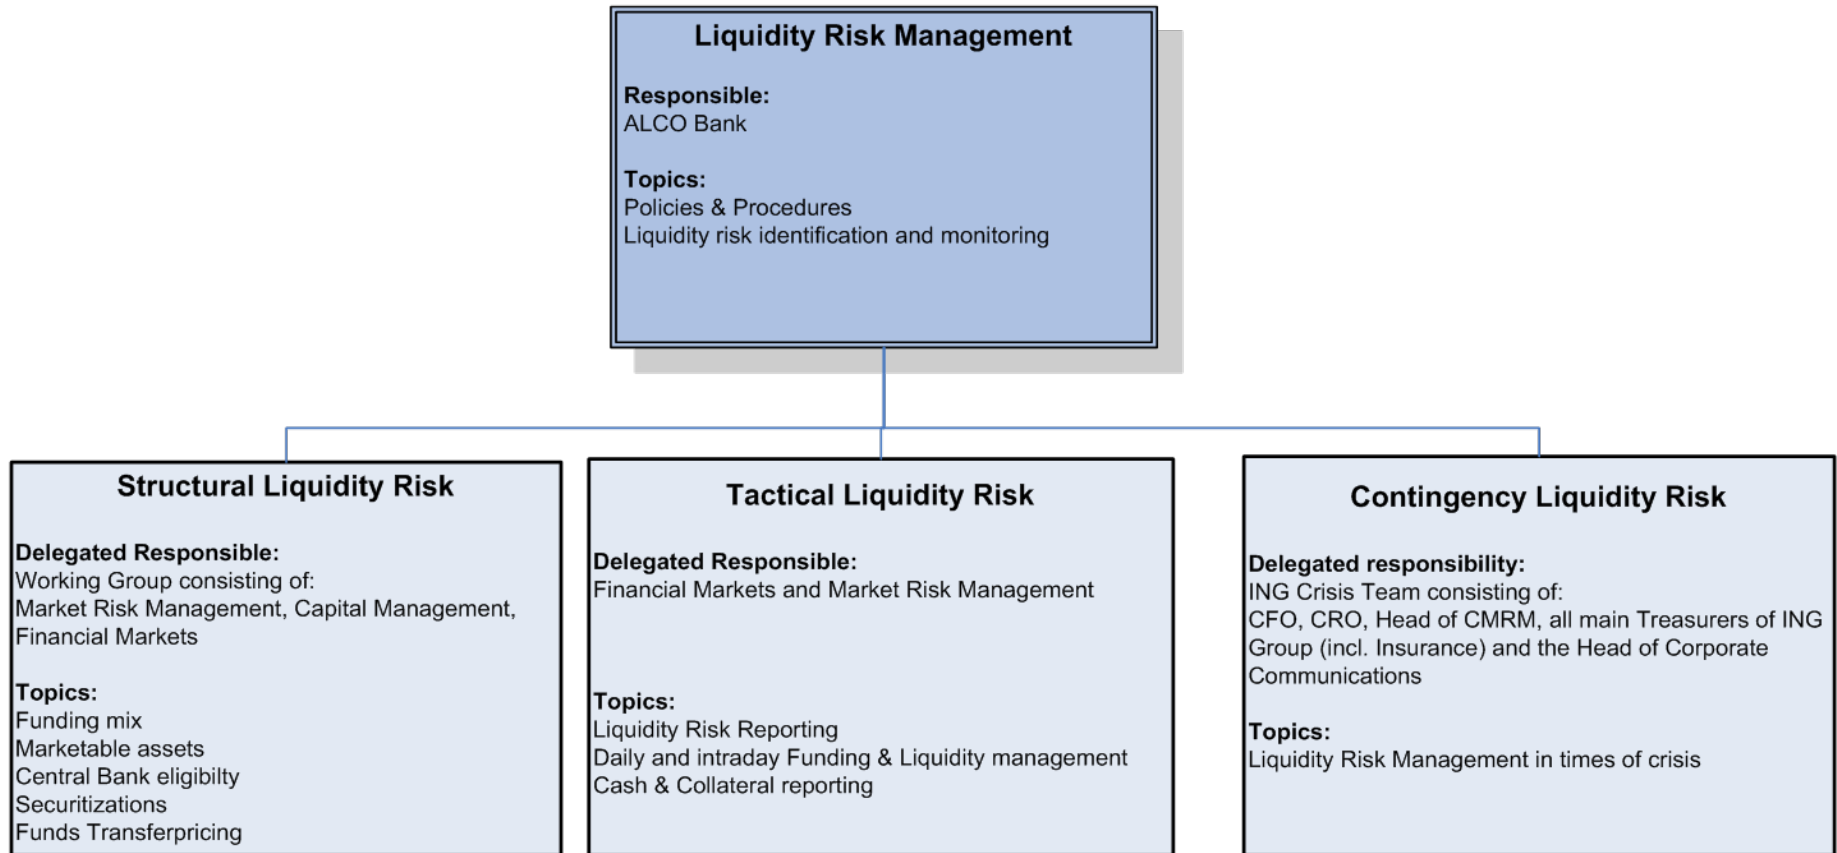 Liquidity Risk Management
Responsible:
ALCO Bank
Topics:
Policies & Procedures
Liquidity risk identification and monitoring
Structural Liquidity Risk
Delegated Responsible:
Working Group consisting of:
Market Risk Management, Capital Management,
Financial Markets
Topics:
Funding mix
Marketable assets
Central Bank eligibilty
Securitizations
Funds Transferpricing
Tactical Liquidity Risk
Delegated Responsible:
Financial Markets and Market Risk Management
Topics:
Liquidity Risk Reporting
Daily and intraday Funding & Liquidity management
Cash & Collateral reporting
Contingency Liquidity Risk
Delegated responsibility:
ING Crisis Team consisting of:
CFO, CRO, Head of CMRM, all main Treasurers of ING
Group (incl. Insurance) and the Head of Corporate
Communications
Topics:
Liquidity Risk Management in times of crisis